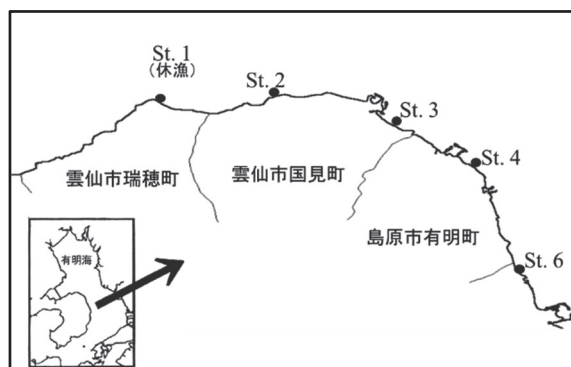 St. 1
(休漁)
St. 2
St. 3
St. 4
雲仙市瑞穂町
雲仙市国見町
島原市有明町
St. 6
有明海